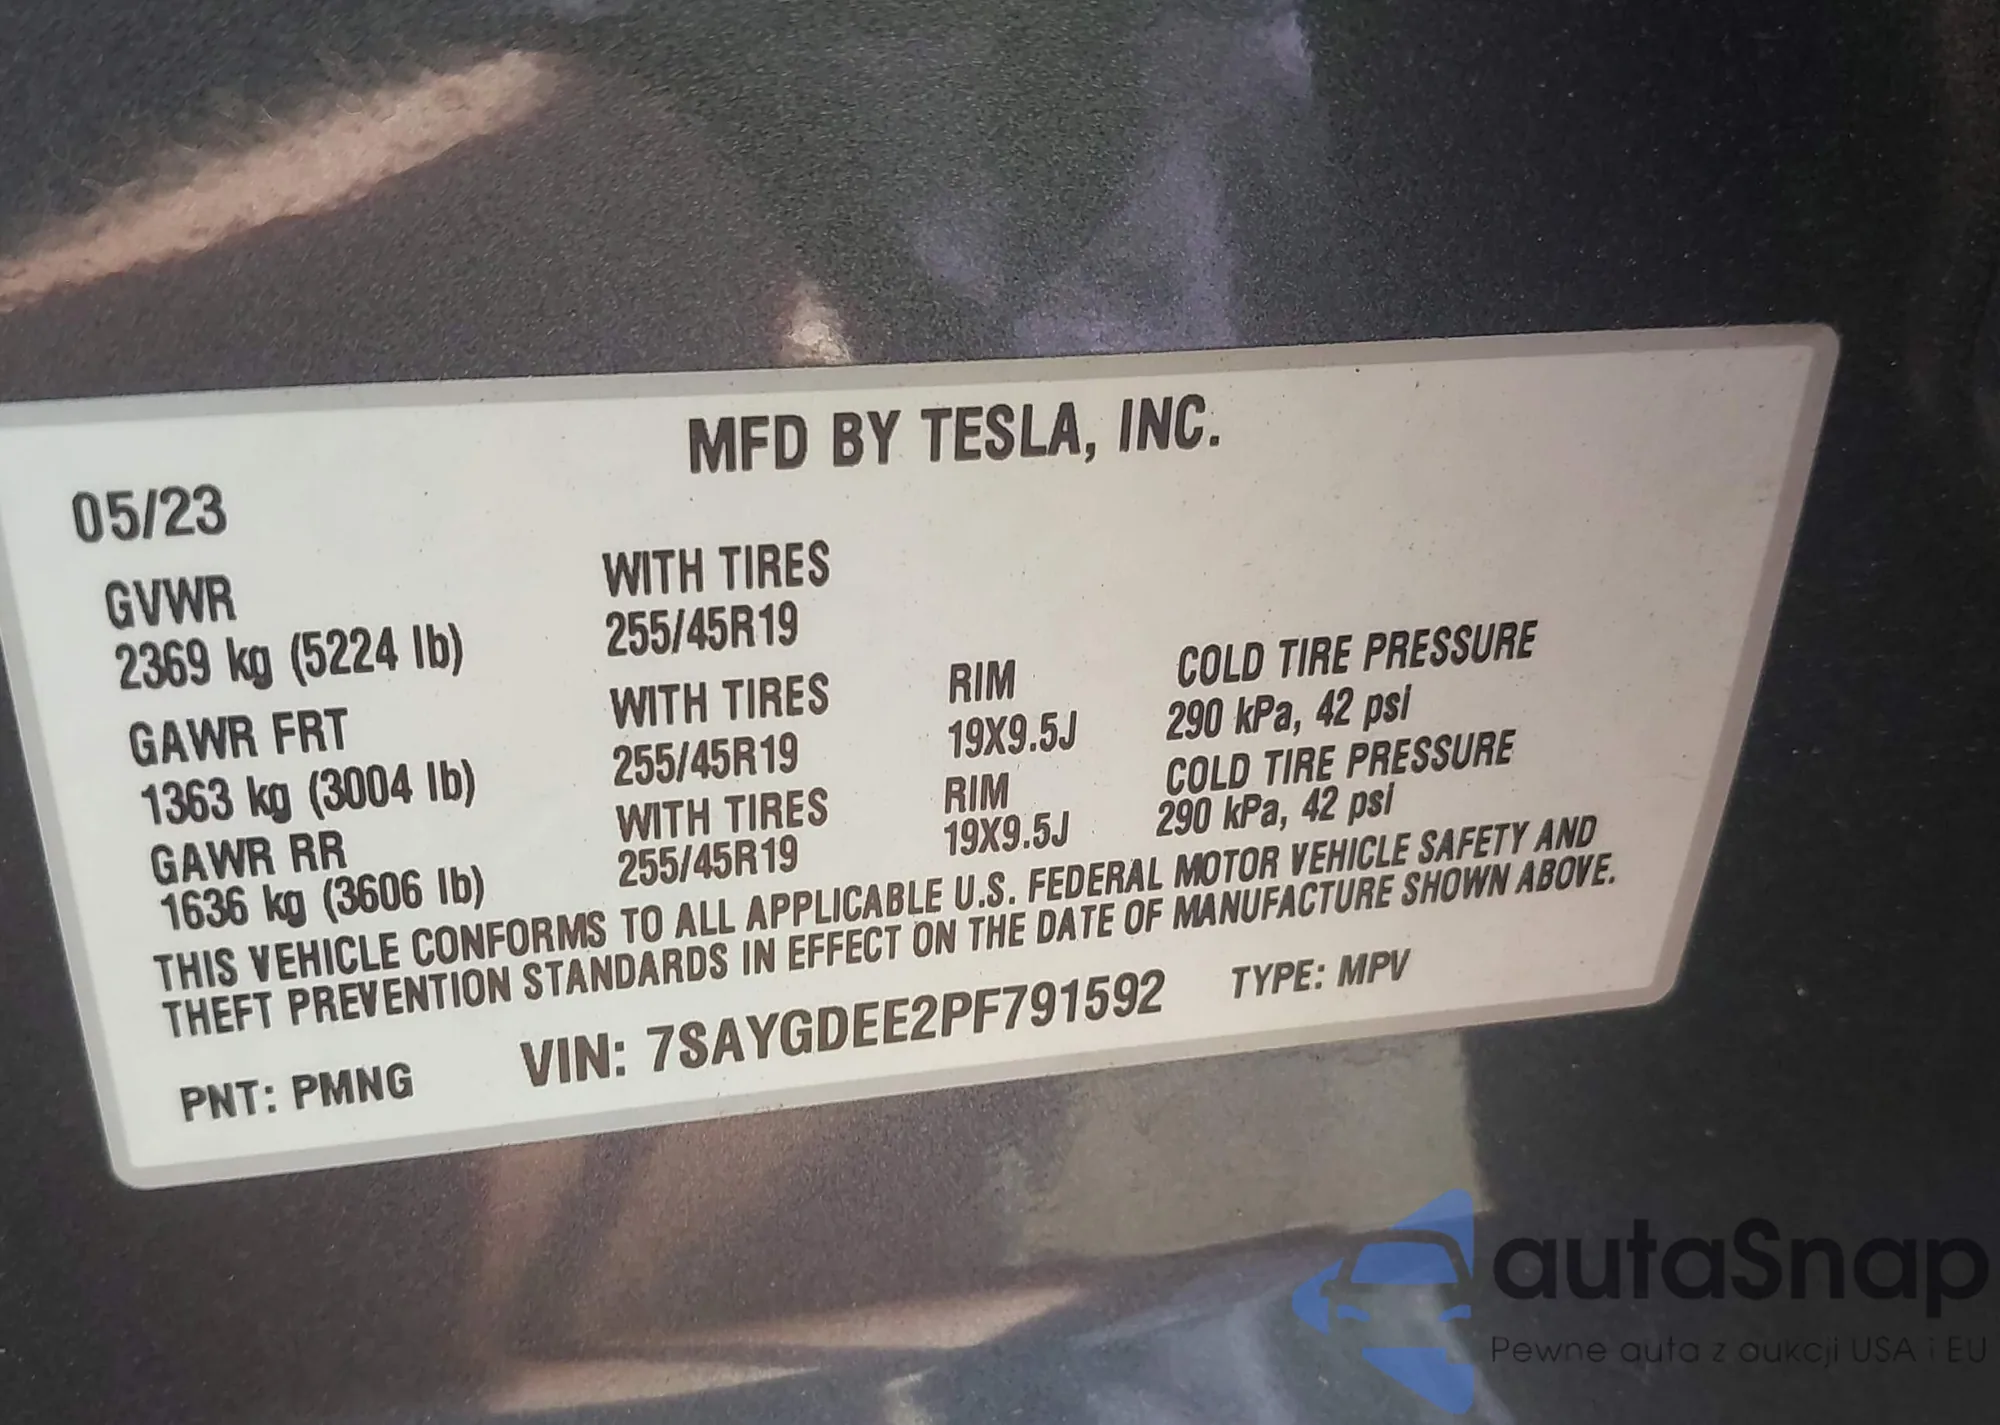 MFD BY TESLA, INC.
05/23
GVWR WITH TIRES
2369 kg (5224 lb) 255/45R19
GAWR FRT WITH TIRES RIM COLD TIRE PRESSURE
1363 kg (3004 lb) 255/45R19 19X9.5J 290 kPa, 42 psi
GAWR RR WITH TIRES RIM COLD TIRE PRESSURE
1636 kg (3606 lb) 255/45R19 19X9.5J 290 kPa, 42 psi
THIS VEHICLE CONFORMS TO ALL APPLICABLE U.S. FEDERAL MOTOR VEHICLE SAFETY AND
THEFT PREVENTION STANDARDS IN EFFECT ON THE DATE OF MANUFACTURE SHOWN ABOVE.
PNT: PMNG VIN: 7SAYGDEE2PF791592 TYPE: MPV
autaSnap
Pewne auta z aukcji USA i EU